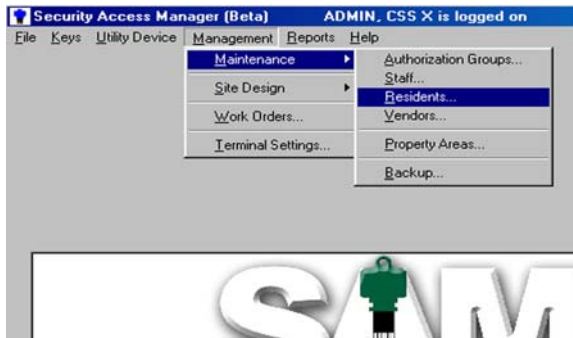 Security Access Manager (Beta) ADMIN, CSS X is logged on
File Keys Utility Device Management Reports Help
Maintenance
Site Design
Work Orders...
Terminal Settings...
Authorization Groups...
Staff...
Residents...
Vendors...
Property Areas...
Backup...
SAM